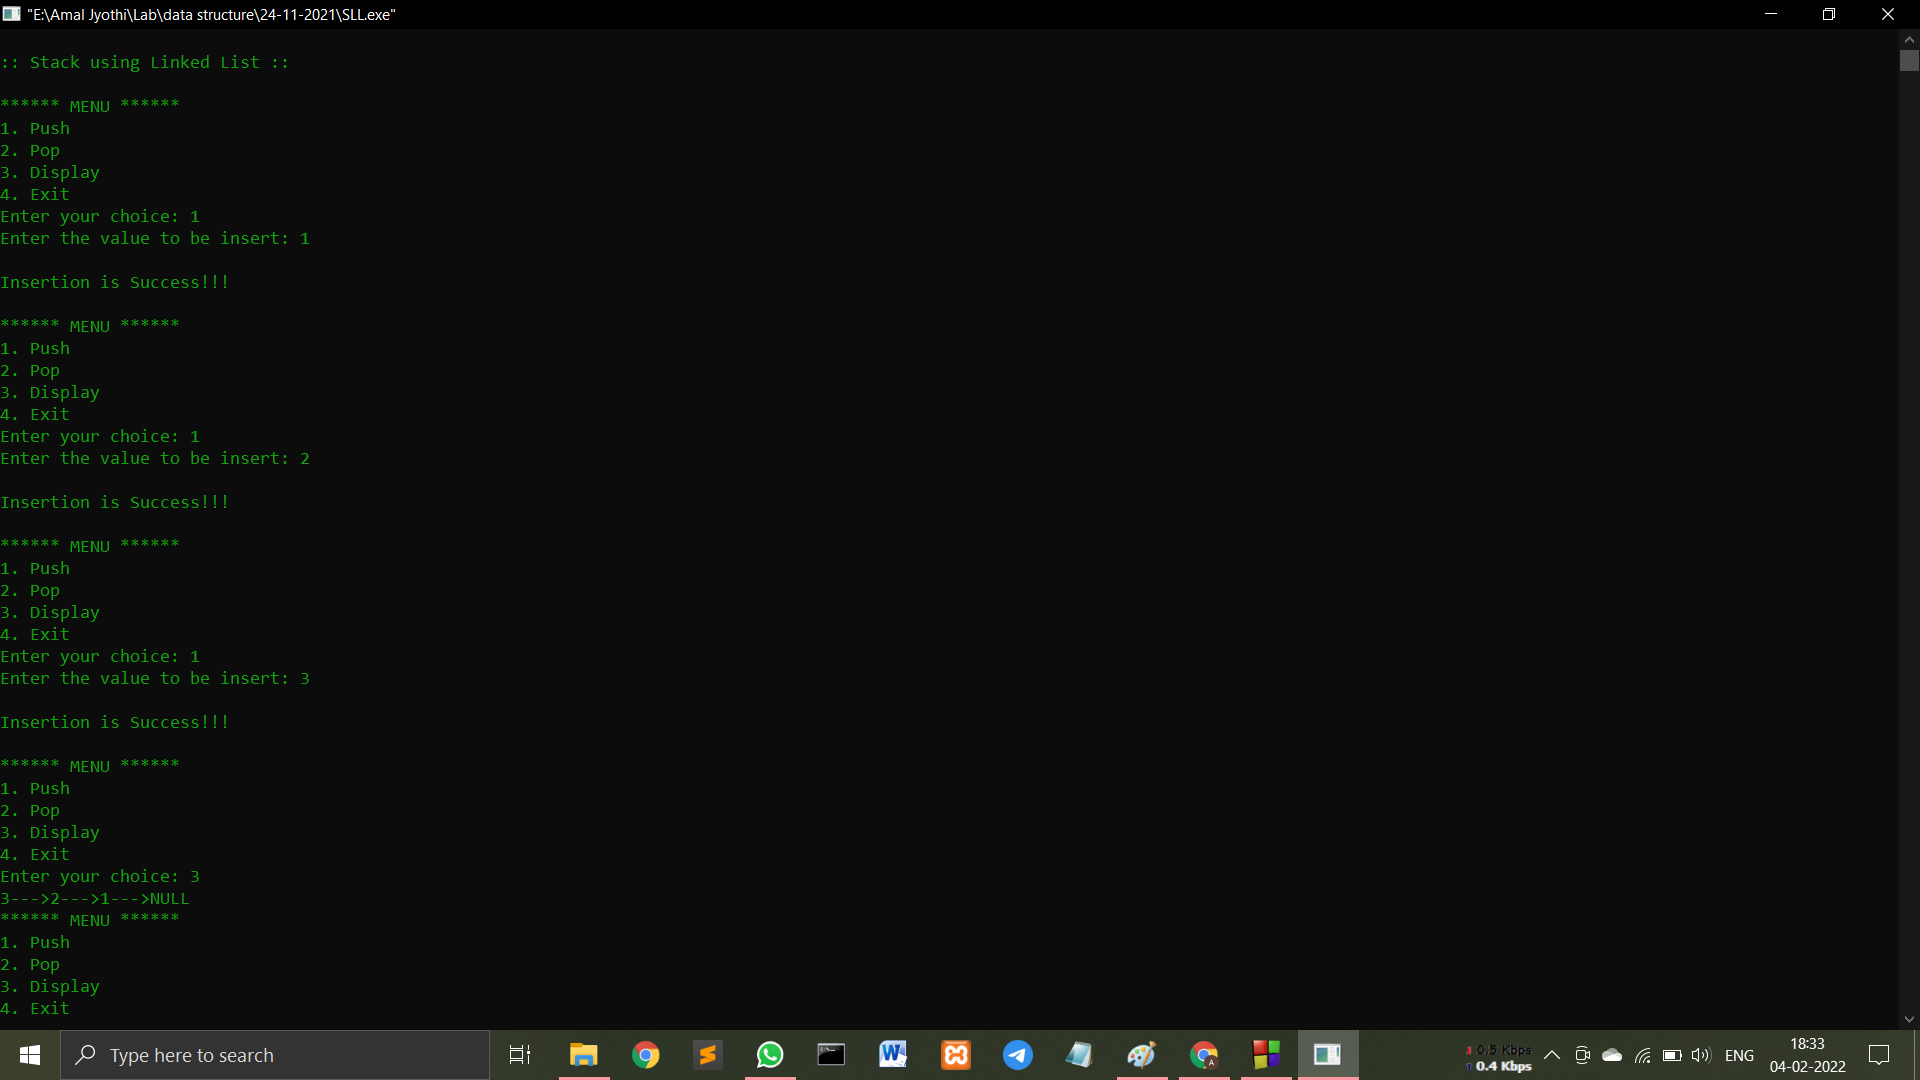 "E:\Amal Jyothi\Lab\data structure\24-11-2021\SLL.exe"
:: Stack using Linked List ::
****** MENU ******
1. Push
2. Pop
3. Display
4. Exit
Enter your choice: 1
Enter the value to be insert: 1
Insertion is Success!!!
****** MENU ******
1. Push
2. Pop
3. Display
4. Exit
Enter your choice: 1
Enter the value to be insert: 2
Insertion is Success!!!
****** MENU ******
1. Push
2. Pop
3. Display
4. Exit
Enter your choice: 1
Enter the value to be insert: 3
Insertion is Success!!!
****** MENU ******
1. Push
2. Pop
3. Display
4. Exit
Enter your choice: 3
3--->2--->1--->NULL
****** MENU ******
1. Push
2. Pop
3. Display
4. Exit
Type here to search
0.5 Kbps
0.4 Kbps
ENG
18:33
04-02-2022